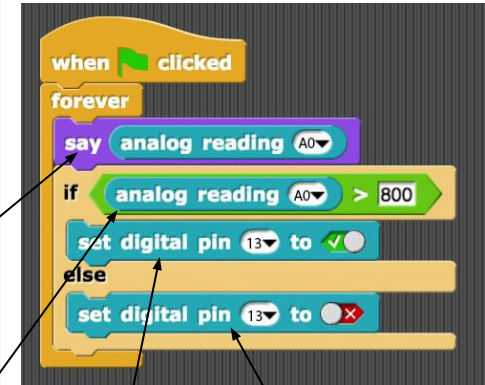 when clicked
forever
say analog reading A0
if analog reading A0 > 800
set digital pin 13 to
else
set digital pin 13 to